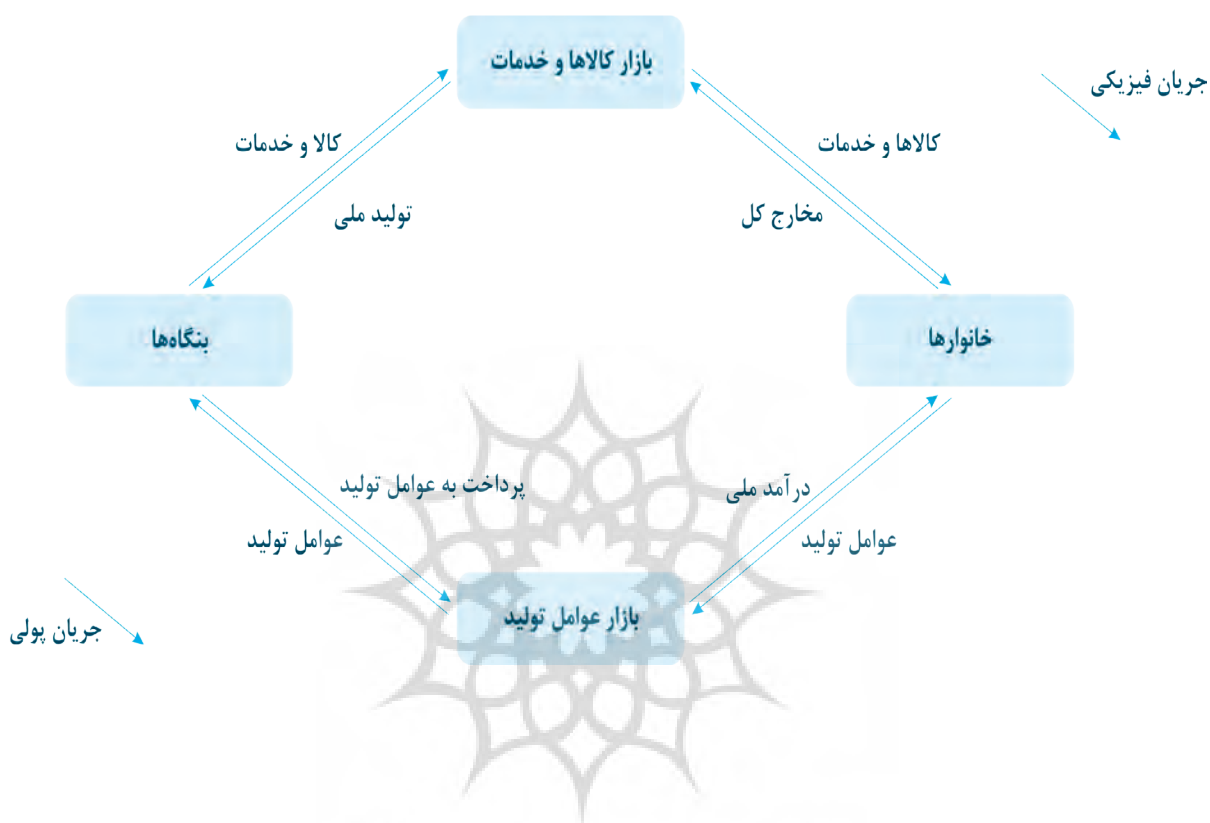 بازار کالاها و خدمات
جریان فیزیکی
کالاها و خدمات
کالا و خدمات
مخارج کل
تولید ملی
خانوارها
بنگاه‌ها
درآمد ملی
پرداخت به عوامل تولید
عوامل تولید
عوامل تولید
بازار عوامل تولید
جریان پولی